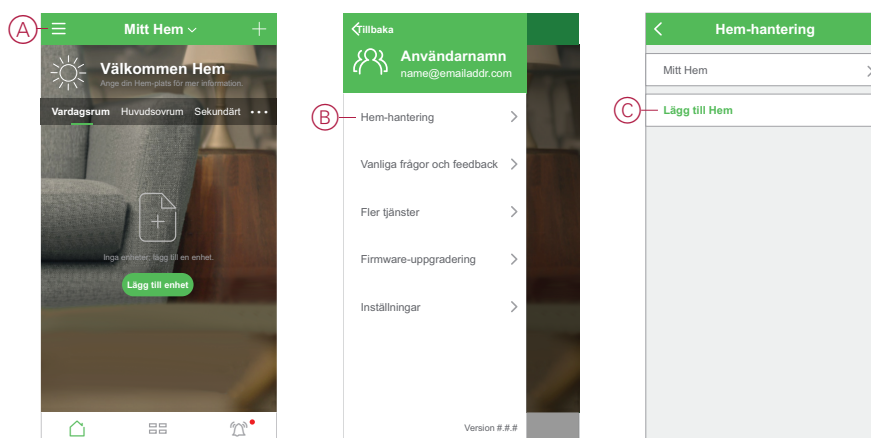 A
Mitt Hem
Välkommen Hem
Ange din Hem-plats för mer information.
Vardagsrum Huvudsovrum Sekundärt
Inga enheter, lägg till en enhet.
Lägg till enhet
Tillbaka
Användarnamn
name@emailaddr.com
B
Hem-hantering
Vanliga frågor och feedback
Fler tjänster
Firmware-uppgradering
Inställningar
Version #.#.#
Hem-hantering
Mitt Hem
C
Lägg till Hem